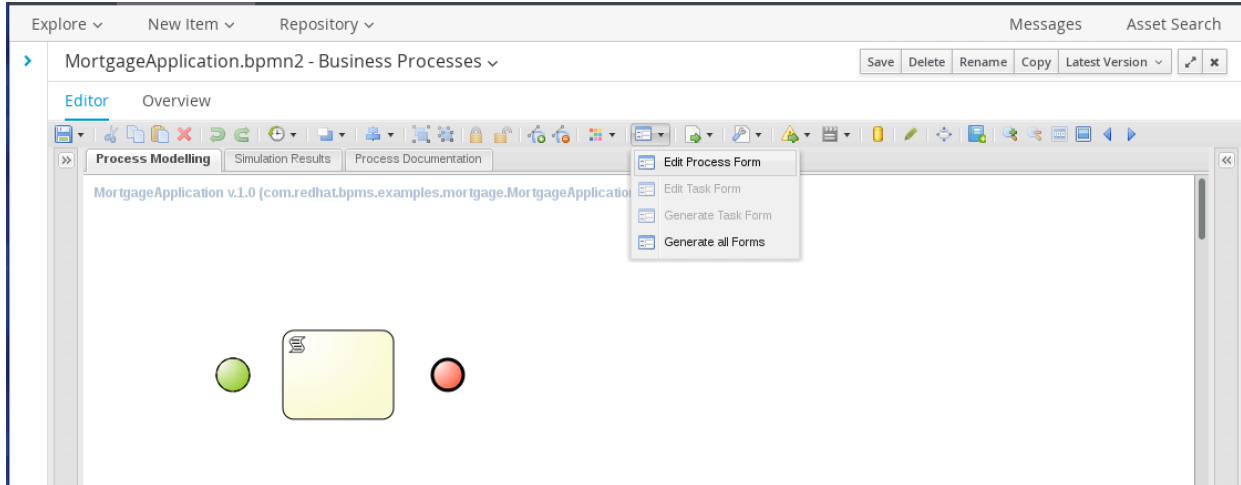 Explore New Item Repository Messages Asset Search
MortgageApplication.bpmn2 - Business Processes Save Delete Rename Copy Latest Version
Editor Overview
Process Modelling Simulation Results Process Documentation
Edit Process Form
MortgageApplication v.1.0 (com.redhat.bpms.examples.mortgage.MortgageApplication
Edit Task Form
Generate Task Form
Generate all Forms